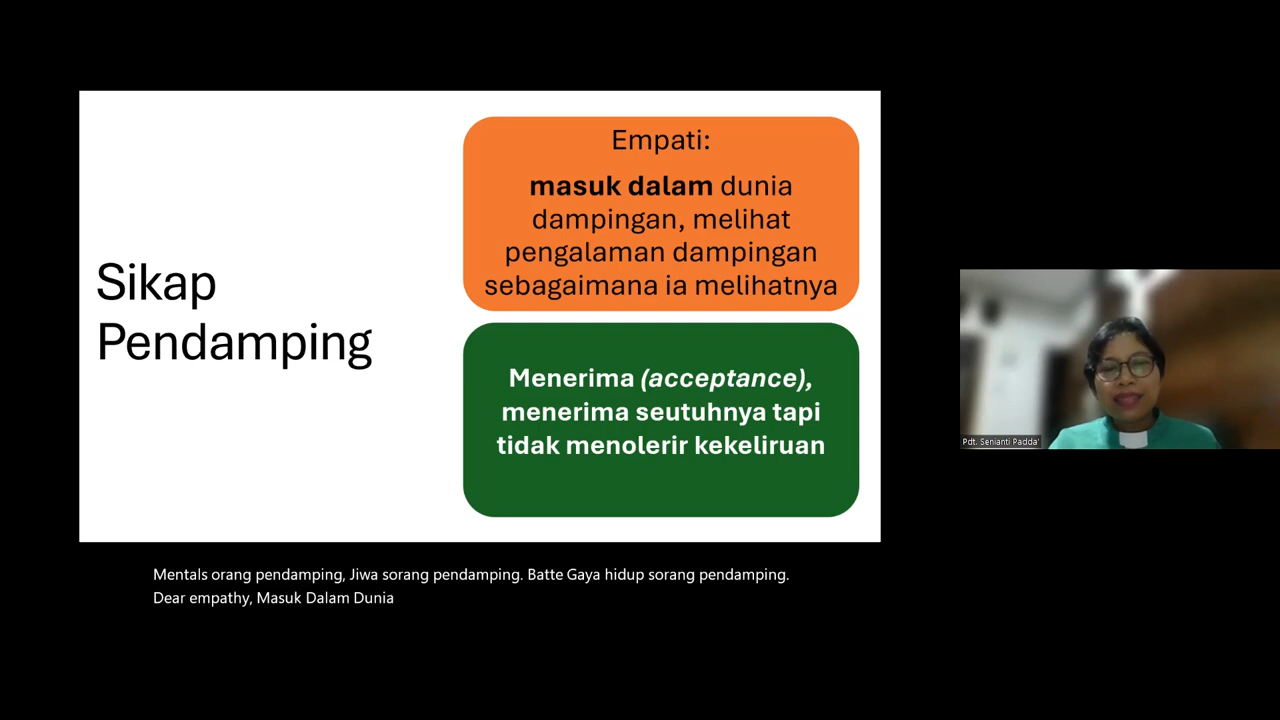 Sikap
Pendamping
Empati:
masuk dalam dunia
dampingan, melihat
pengalaman dampingan
sebagaimana ia melihatnya
Menerima (acceptance),
menerima seutuhnya tapi
tidak menolerir kekeliruan
Pdt. Senianti Padda'
Mentals orang pendamping, Jiwa sorang pendamping. Batte Gaya hidup sorang pendamping.
Dear empathy, Masuk Dalam Dunia